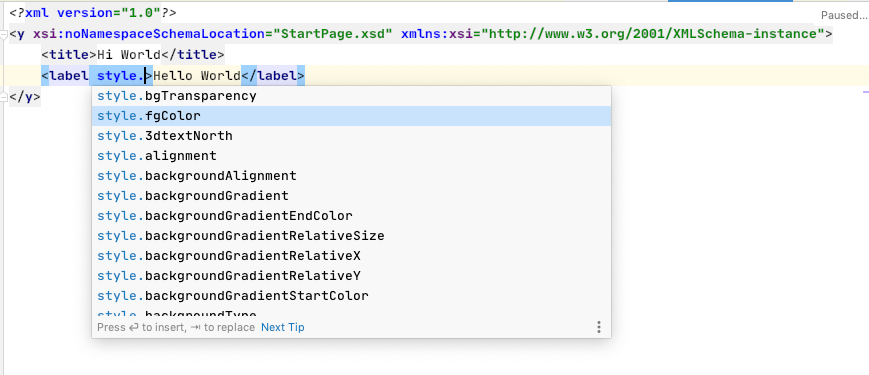 <?xml version="1.0"?>
Paused...
<y xsi:noNamespaceSchemaLocation="StartPage.xsd" xmlns:xsi="http://www.w3.org/2001/XMLSchema-instance">
<title>Hi World</title>
<label style.>Hello World</label>
</y>
style.bgTransparency
style.fgColor
style.3dtextNorth
style.alignment
style.backgroundAlignment
style.backgroundGradient
style.backgroundGradientEndColor
style.backgroundGradientRelativeSize
style.backgroundGradientRelativeX
style.backgroundGradientRelativeY
style.backgroundGradientStartColor
style.backgroundType
Press ⏎ to insert, ⇥ to replace Next Tip